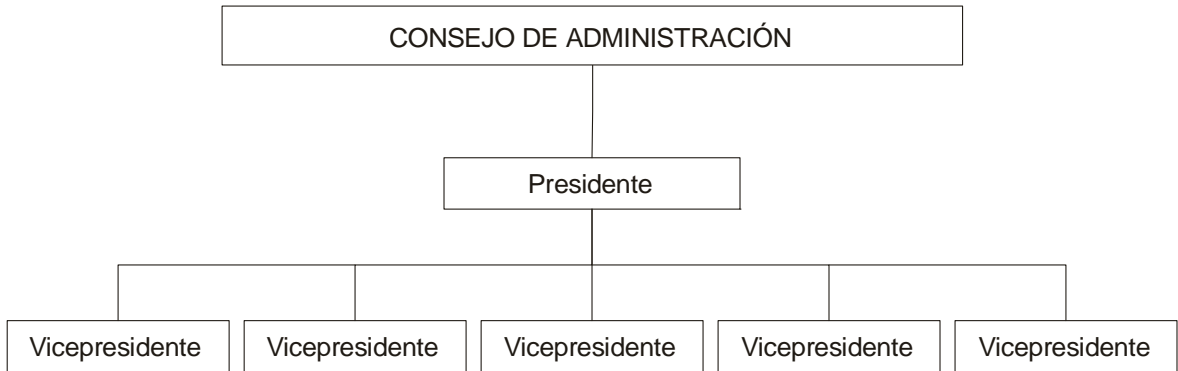 CONSEJO DE ADMINISTRACIÓN
Presidente
Vicepresidente Vicepresidente Vicepresidente Vicepresidente Vicepresidente